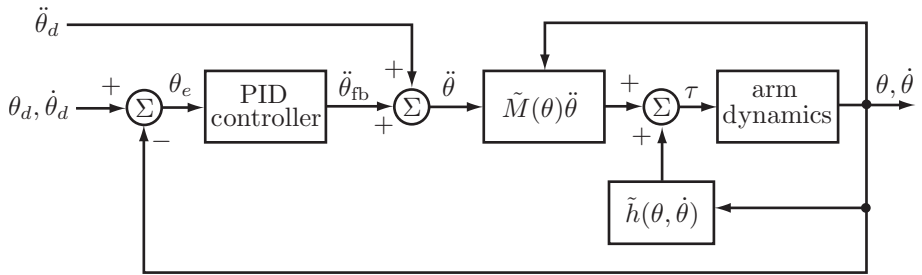 θ̈_d
θ_d, θ̇_d
+
Σ
−
θ_e
PID
controller
θ̈_fb
+
+
Σ
θ̈
M̃(θ)θ̈
+
+
Σ
τ
arm
dynamics
θ, θ̇
h̃(θ, θ̇)